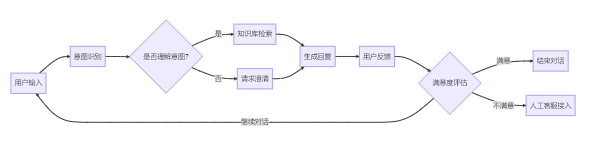 用户输入
意图识别
是否理解意图?
是
否
知识库检索
请求澄清
生成回答
用户反馈
满意度评估
满意
不满意
结束对话
人工客服接入
继续对话